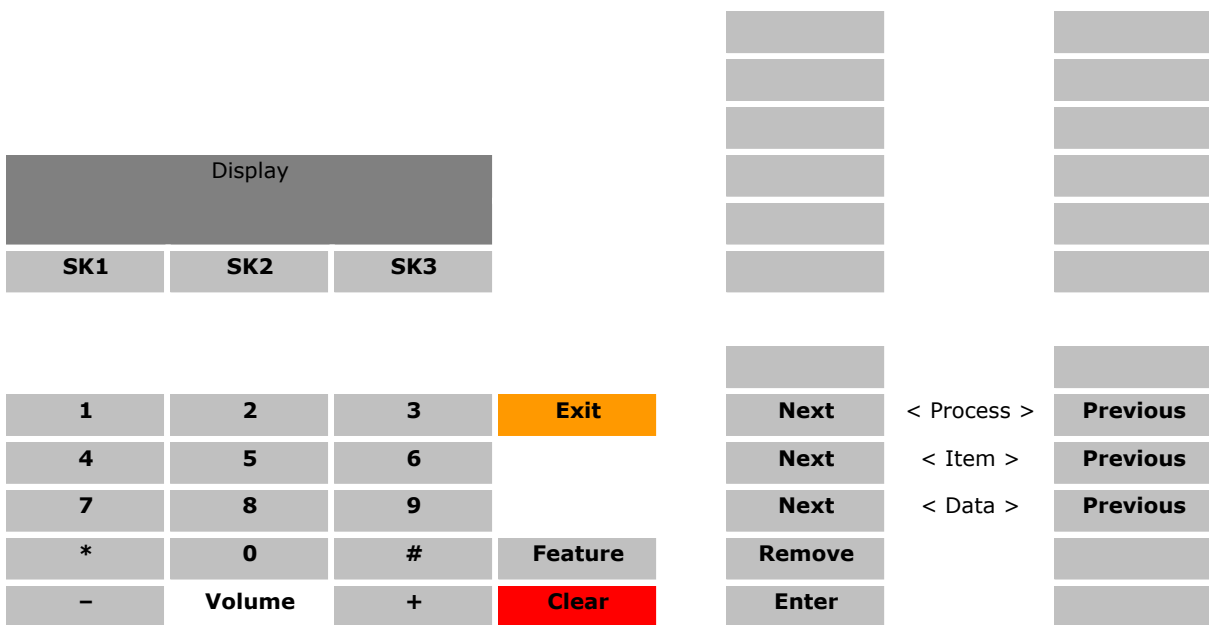 Display
SK1 SK2 SK3
1 2 3 Exit Next < Process > Previous
4 5 6 Next < Item > Previous
7 8 9 Next < Data > Previous
* 0 # Feature Remove
– Volume + Clear Enter